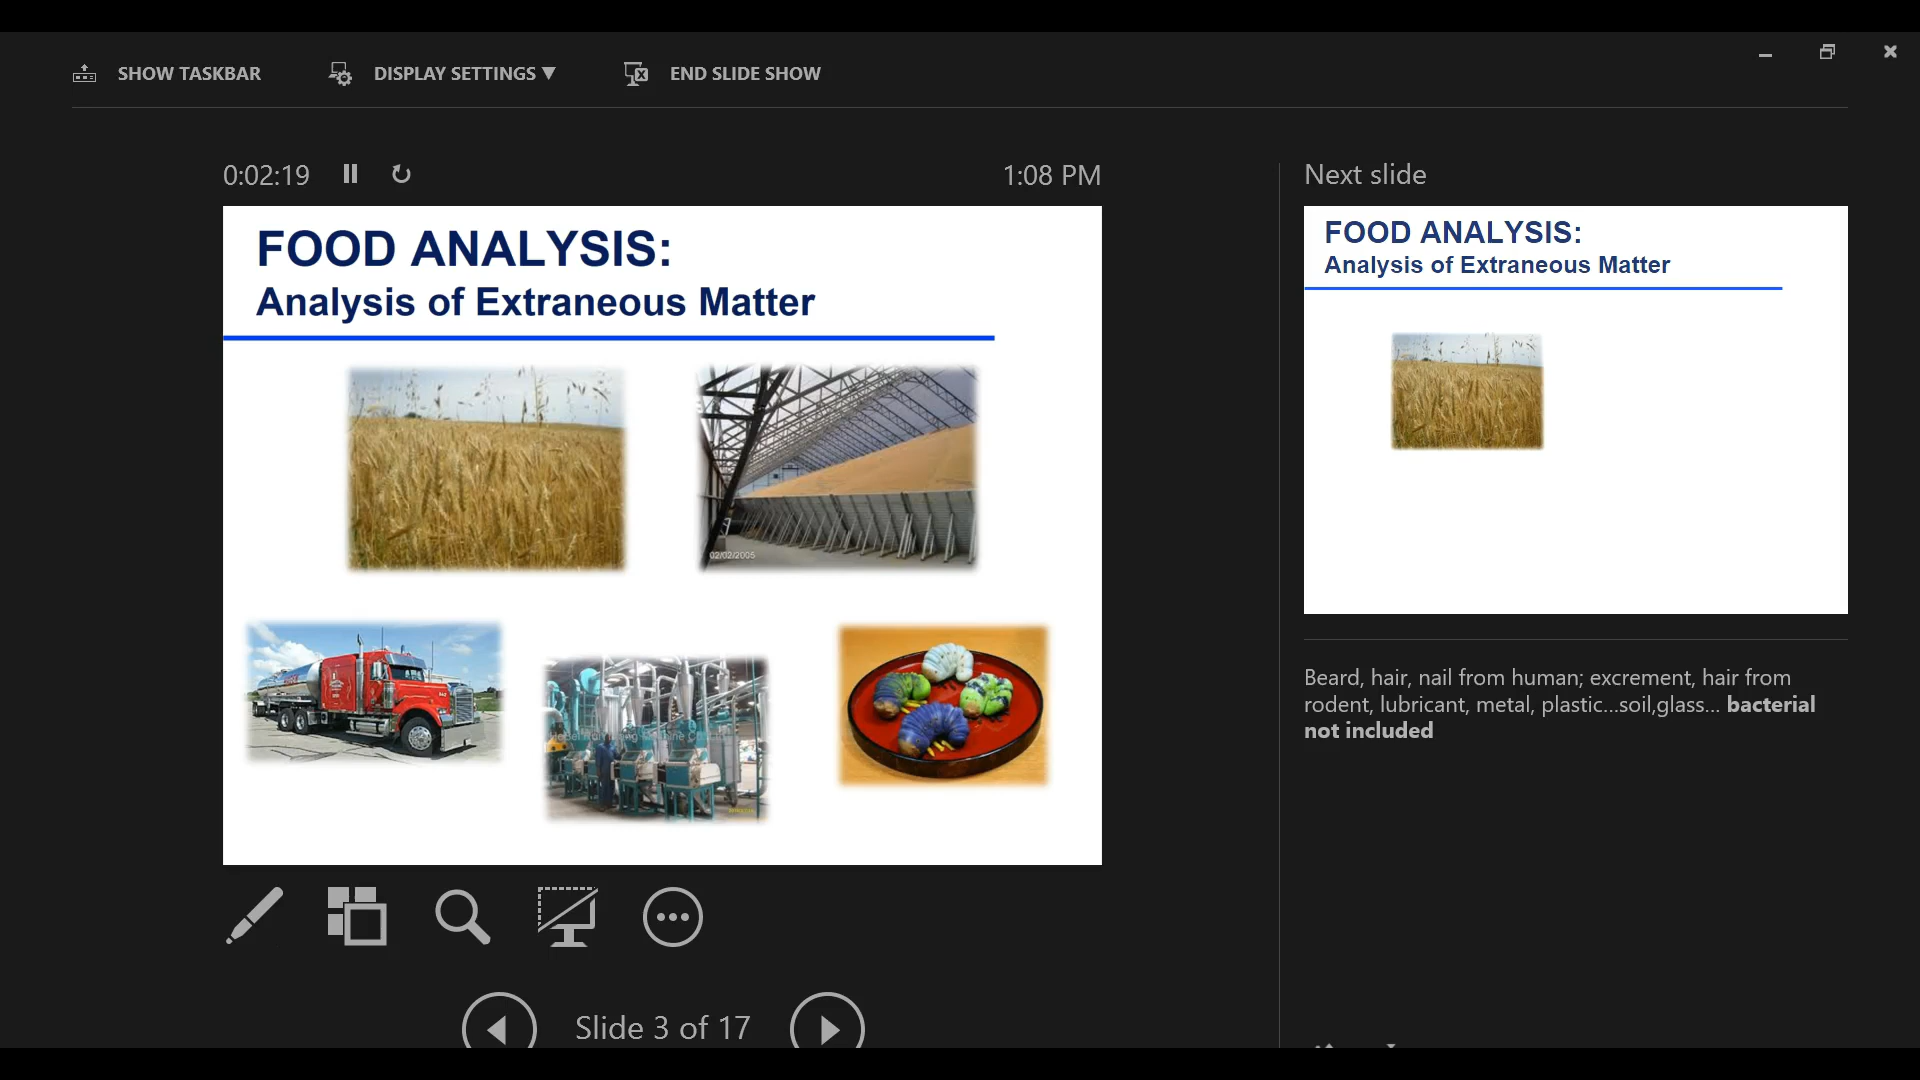 SHOW TASKBAR
DISPLAY SETTINGS ▼
END SLIDE SHOW
0:02:19
1:08 PM
FOOD ANALYSIS:
Analysis of Extraneous Matter
02/02/2005
Next slide
FOOD ANALYSIS:
Analysis of Extraneous Matter
Beard, hair, nail from human; excrement, hair from
rodent, lubricant, metal, plastic...soil,glass... bacterial
not included
Slide 3 of 17